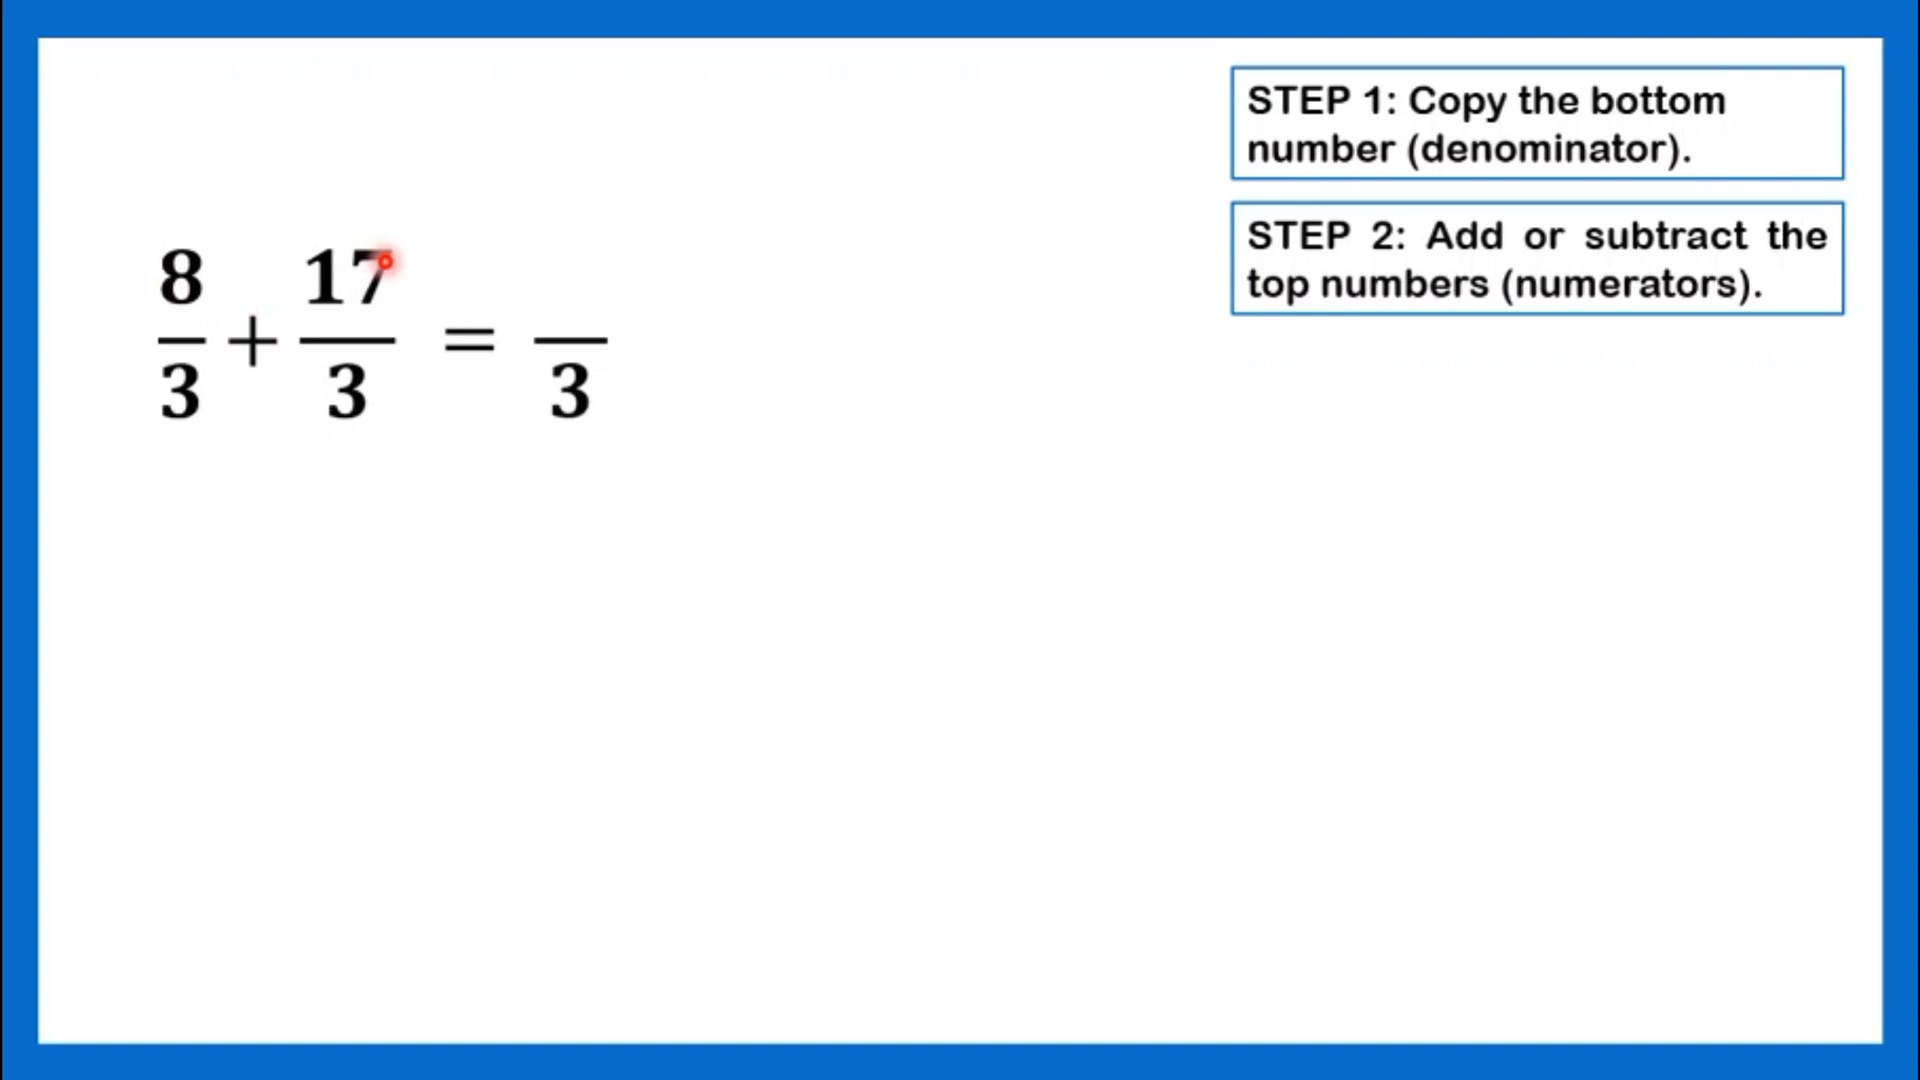 STEP 1: Copy the bottom
number (denominator).
STEP 2: Add or subtract the
top numbers (numerators).
8/3 + 17/3 = /3